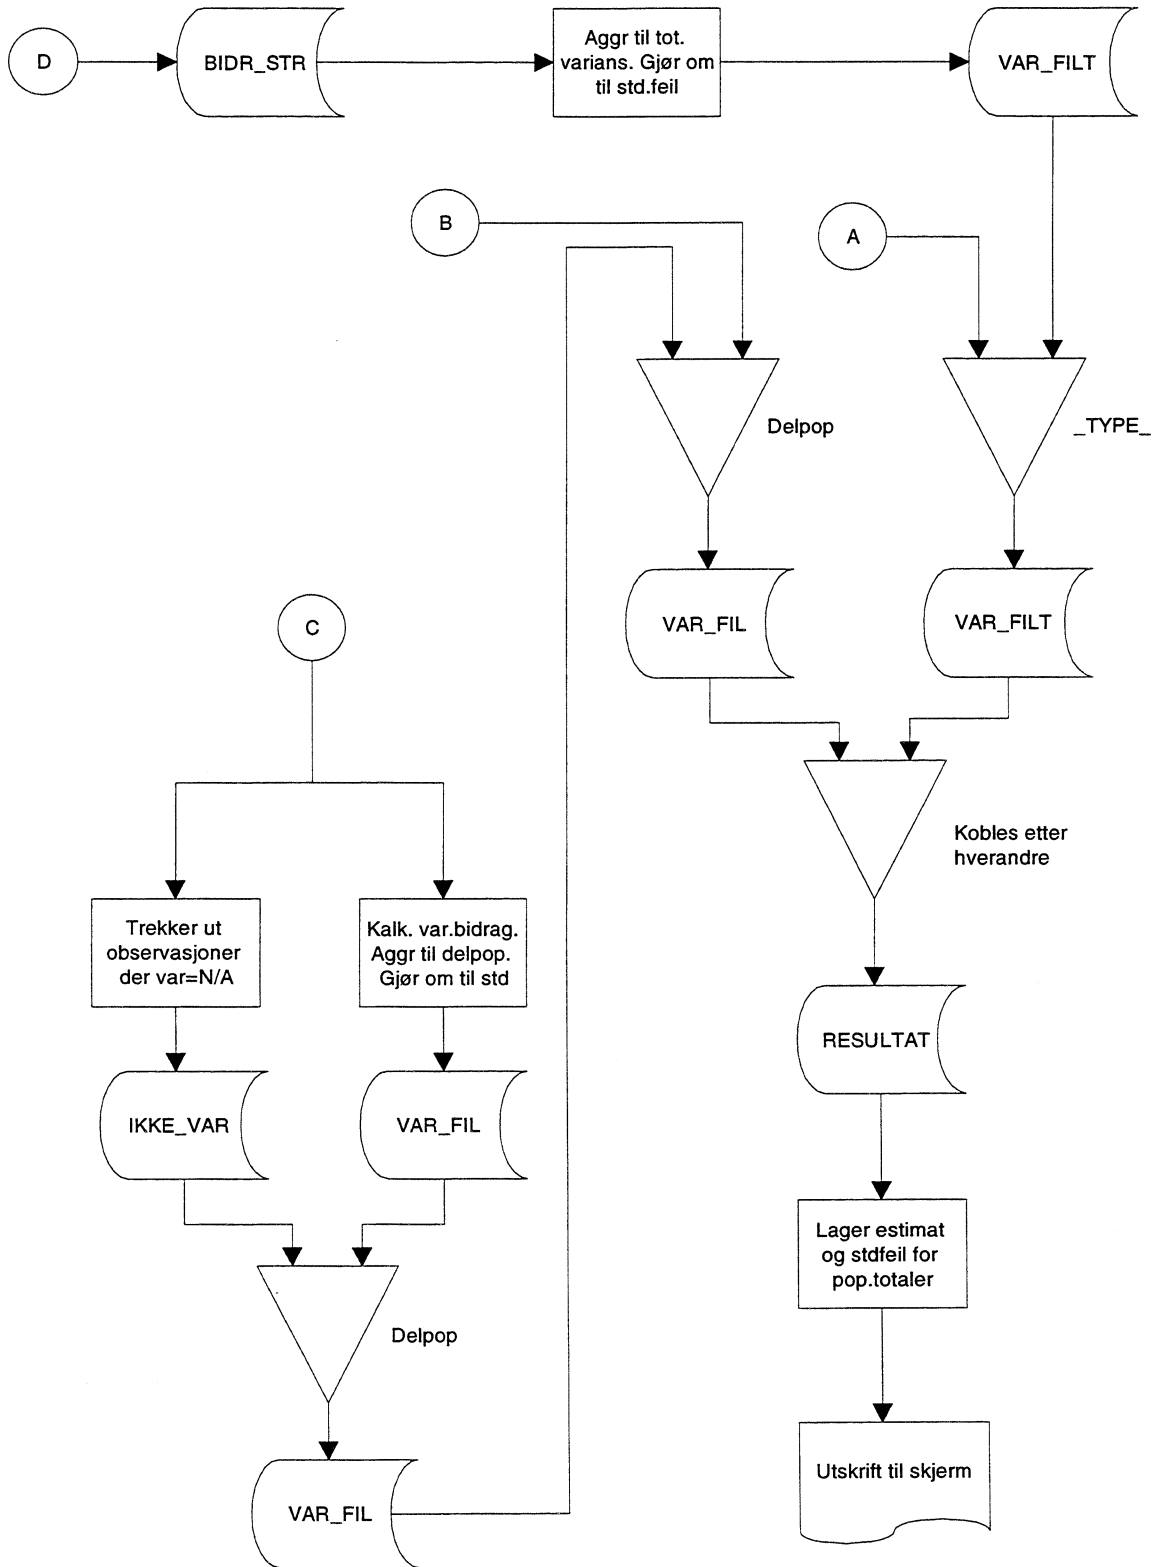 D
BIDR_STR
Aggr til tot.
varians. Gjør om
til std.feil
VAR_FILT
B
A
Delpop
_TYPE_
VAR_FIL
VAR_FILT
C
Kobles etter
hverandre
Trekker ut
observasjoner
der var=N/A
Kalk. var.bidrag.
Aggr til delpop.
Gjør om til std
RESULTAT
IKKE_VAR
VAR_FIL
Lager estimat
og stdfeil for
pop.totaler
Delpop
Utskrift til skjerm
VAR_FIL